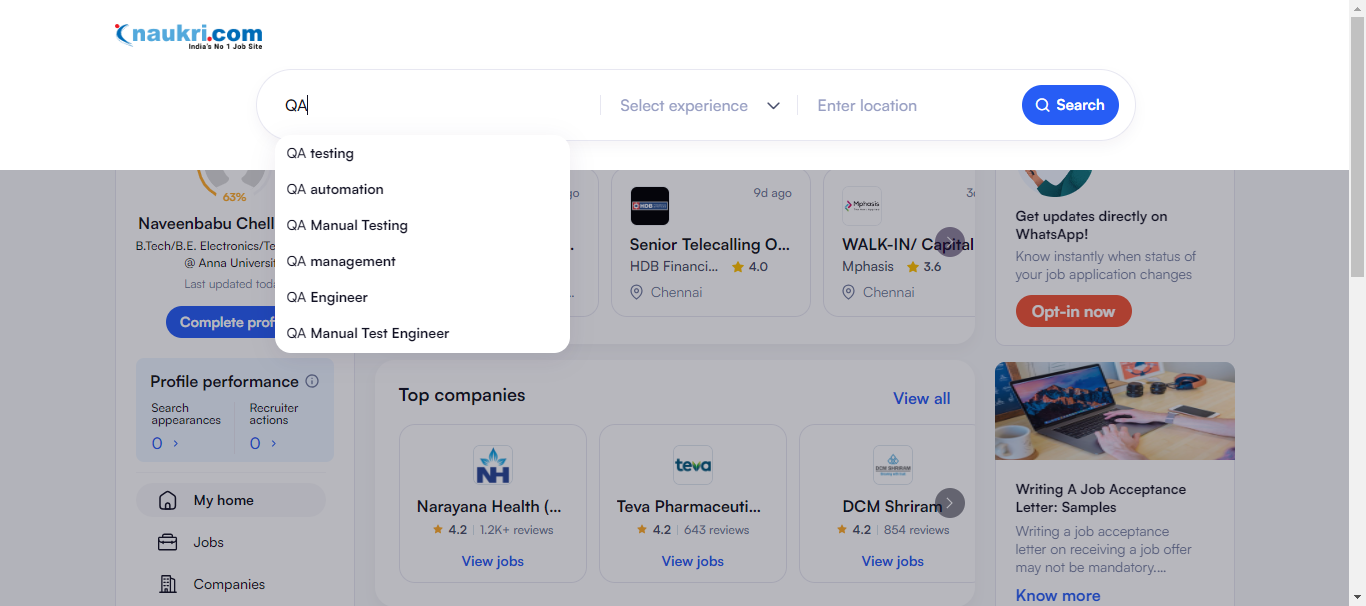 naukri.com
India's No 1 Job Site
QA
Select experience
Enter location
Search
QA testing
QA automation
QA Manual Testing
QA management
QA Engineer
QA Manual Test Engineer
63%
Naveenbabu Chell
B.Tech/B.E. Electronics/Te
@ Anna Universit
Last updated toda
Complete prof
Profile performance
Search appearances
0
Recruiter actions
0
My home
Jobs
Companies
go
...
HDB
9d ago
Senior Telecalling O...
HDB Financi... 4.0
Chennai
3
Mphasis
WALK-IN/ Capital
Mphasis 3.6
Chennai
Top companies
View all
NH
Narayana Health (...
4.2 | 1.2K+ reviews
View jobs
teva
Teva Pharmaceuti...
4.2 | 643 reviews
View jobs
DCM SHRIRAM
DCM Shriram
4.2 | 854 reviews
View jobs
Get updates directly on
WhatsApp!
Know instantly when status of
your job application changes
Opt-in now
Writing A Job Acceptance
Letter: Samples
Writing a job acceptance
letter on receiving a job offer
may not be mandatory....
Know more